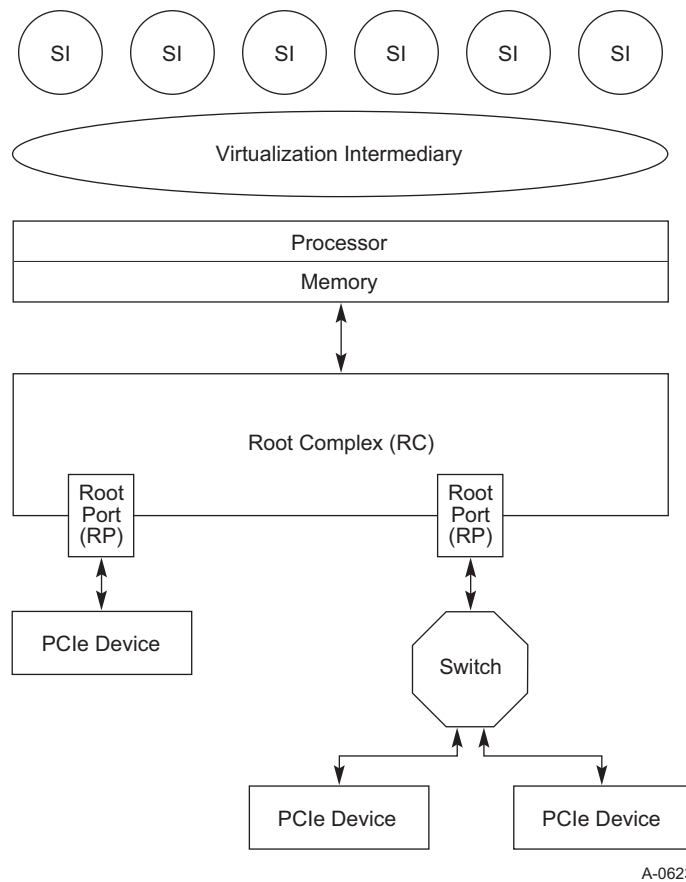 SI SI SI SI SI SI
Virtualization Intermediary
Processor
Memory
Root Complex (RC)
Root
Port
(RP)
Root
Port
(RP)
PCIe Device
Switch
PCIe Device
PCIe Device